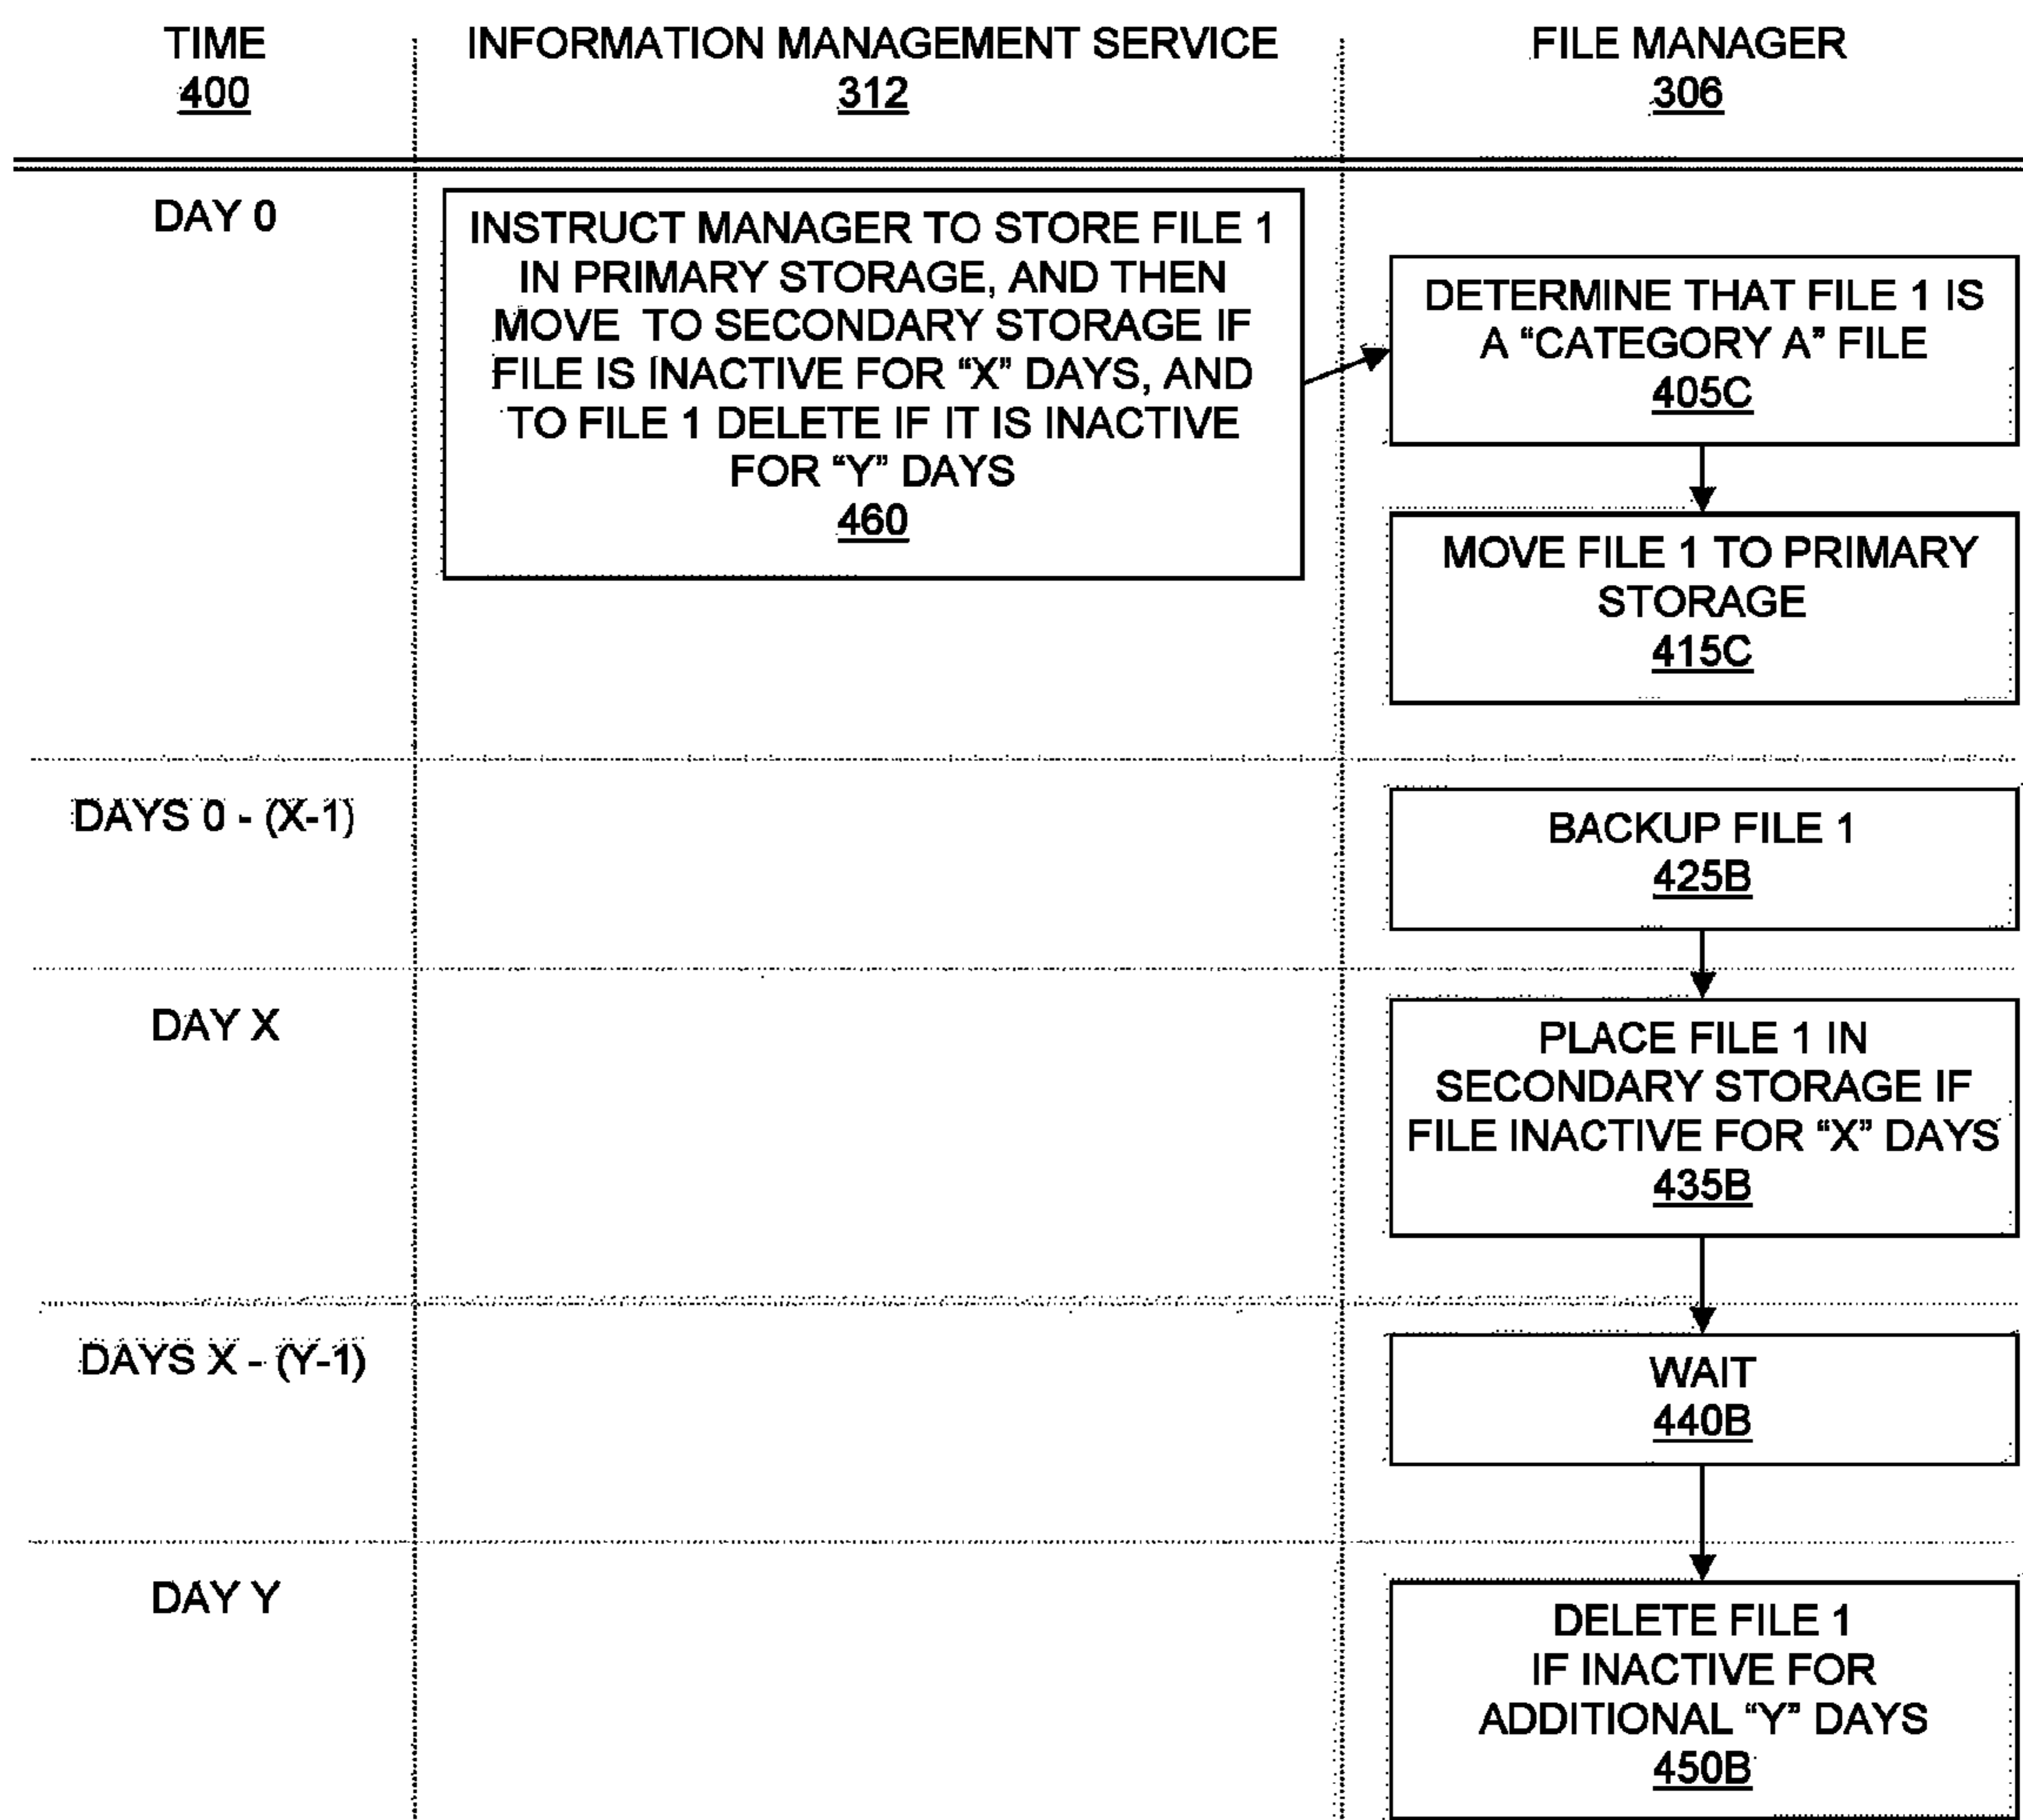 TIME
400
INFORMATION MANAGEMENT SERVICE
312
FILE MANAGER
306
DAY 0
INSTRUCT MANAGER TO STORE FILE 1
IN PRIMARY STORAGE, AND THEN
MOVE TO SECONDARY STORAGE IF
FILE IS INACTIVE FOR “X” DAYS, AND
TO FILE 1 DELETE IF IT IS INACTIVE
FOR “Y” DAYS
460
DETERMINE THAT FILE 1 IS
A “CATEGORY A” FILE
405C
MOVE FILE 1 TO PRIMARY
STORAGE
415C
DAYS 0 - (X-1)
BACKUP FILE 1
425B
DAY X
PLACE FILE 1 IN
SECONDARY STORAGE IF
FILE INACTIVE FOR “X” DAYS
435B
DAYS X - (Y-1)
WAIT
440B
DAY Y
DELETE FILE 1
IF INACTIVE FOR
ADDITIONAL “Y” DAYS
450B